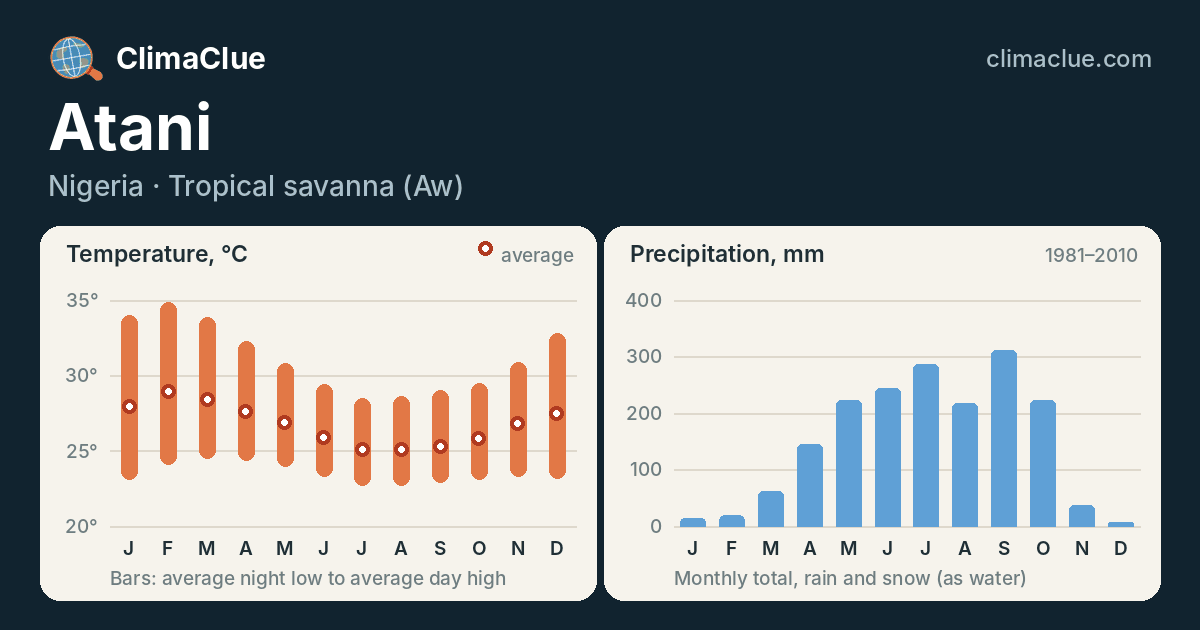 ClimaClue
climaclue.com
Atani
Nigeria · Tropical savanna (Aw)
Temperature, °C
average
35°
30°
25°
20°
J F M A M J J A S O N D
Bars: average night low to average day high
Precipitation, mm
1981–2010
400
300
200
100
0
J F M A M J J A S O N D
Monthly total, rain and snow (as water)